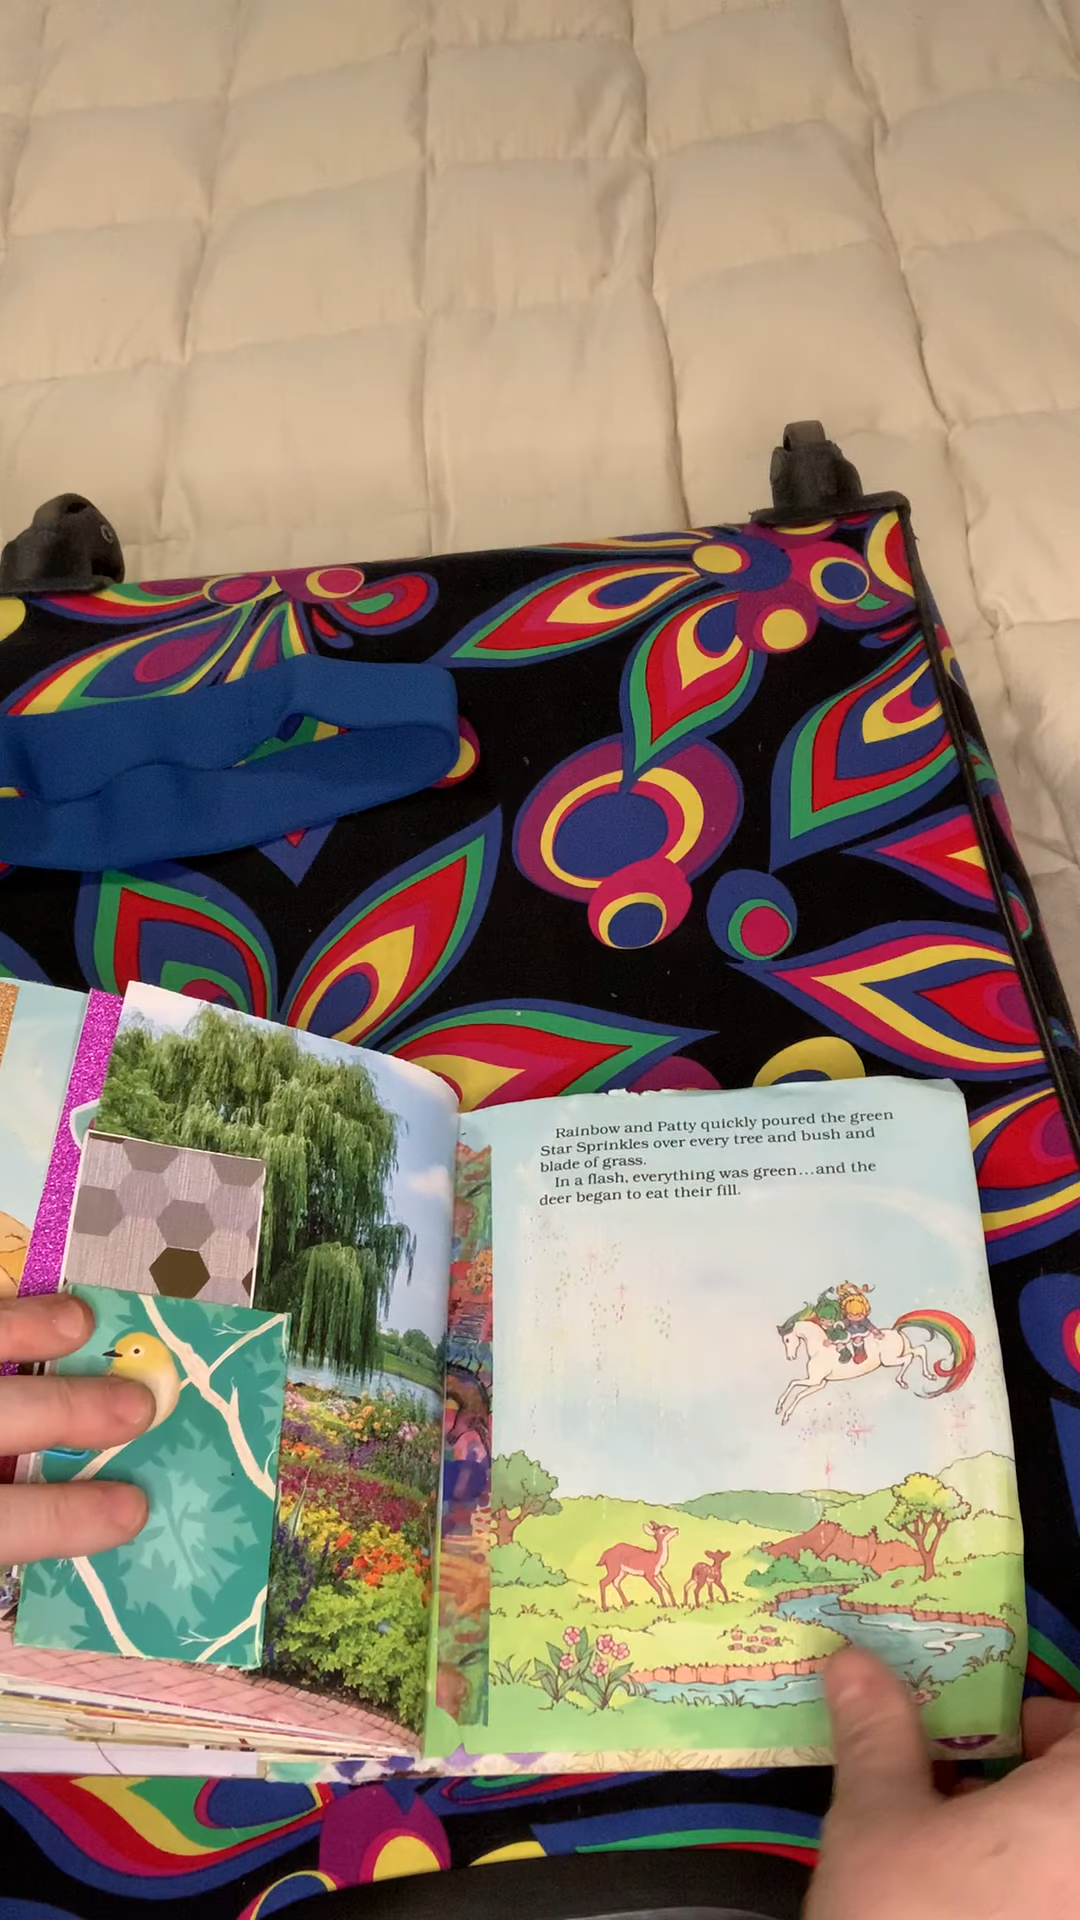 Rainbow and Patty quickly poured the green
Star Sprinkles over every tree and bush and
blade of grass.
In a flash, everything was green...and the
deer began to eat their fill.